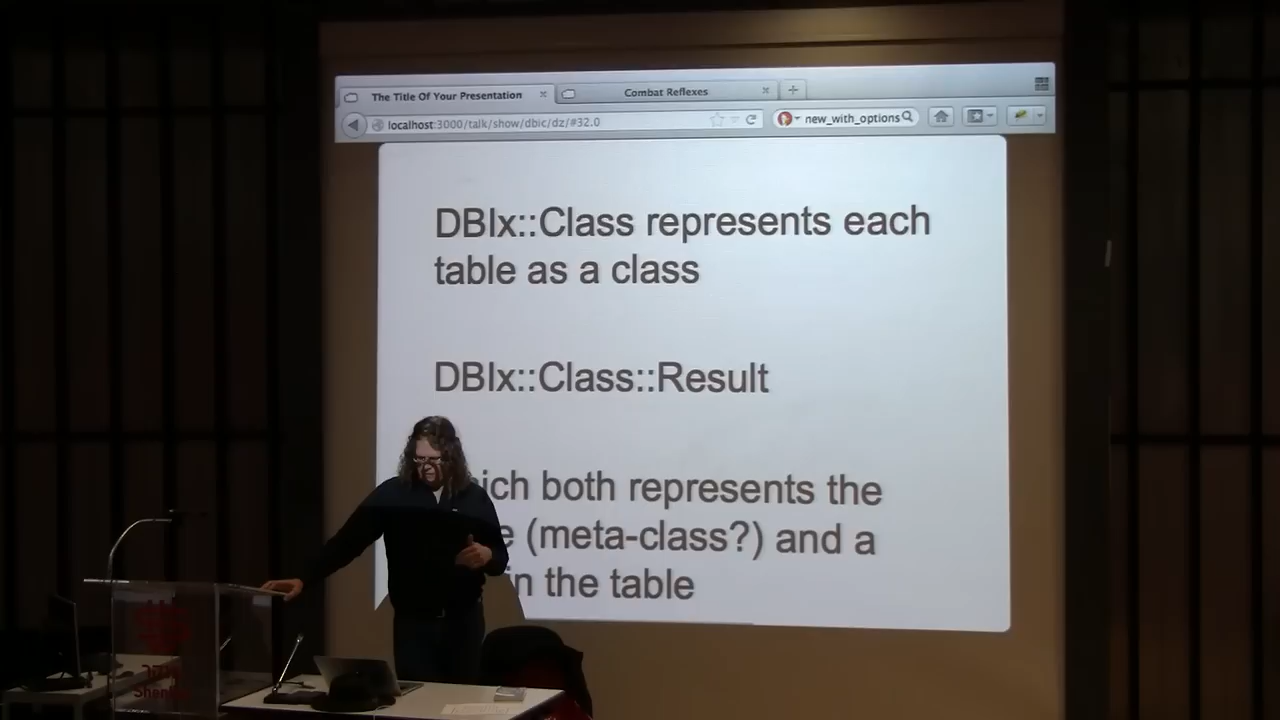 The Title Of Your Presentation
Combat Reflexes
localhost:3000/talk/show/dbic/dz/#32.0
new_with_options
DBIx::Class represents each
table as a class
DBIx::Class::Result
ich both represents the
e (meta-class?) and a
in the table
שנקר